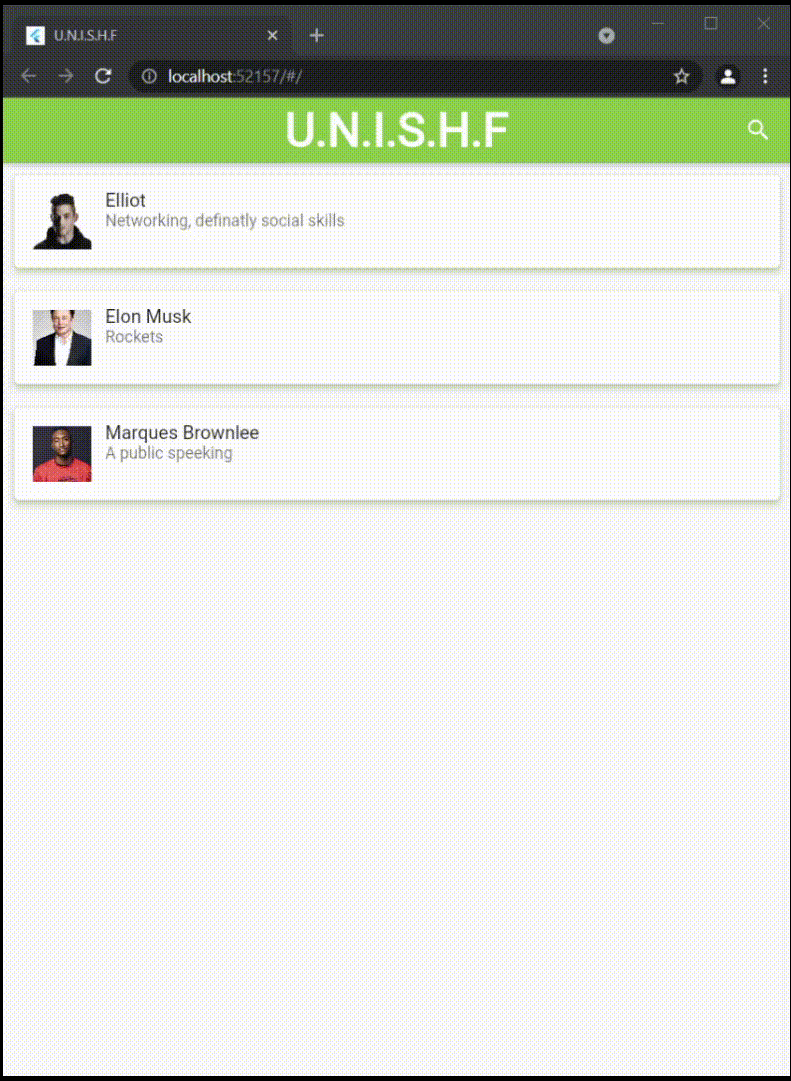 U.N.I.S.H.F
localhost:52157/#/
U.N.I.S.H.F
Elliot
Networking, definatly social skills
Elon Musk
Rockets
Marques Brownlee
A public speeking